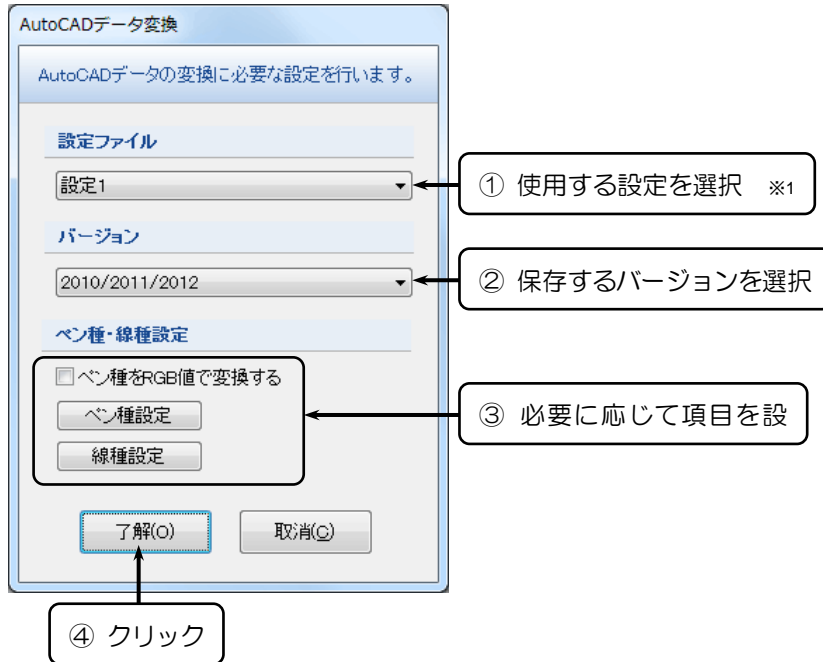 AutoCADデータ変換
AutoCADデータの変換に必要な設定を行います。
設定ファイル
設定1
① 使用する設定を選択 ※1
バージョン
2010/2011/2012
② 保存するバージョンを選択
ペン種・線種設定
ペン種をRGB値で変換する
ペン種設定
③ 必要に応じて項目を設
線種設定
了解(O)
取消(C)
④ クリック